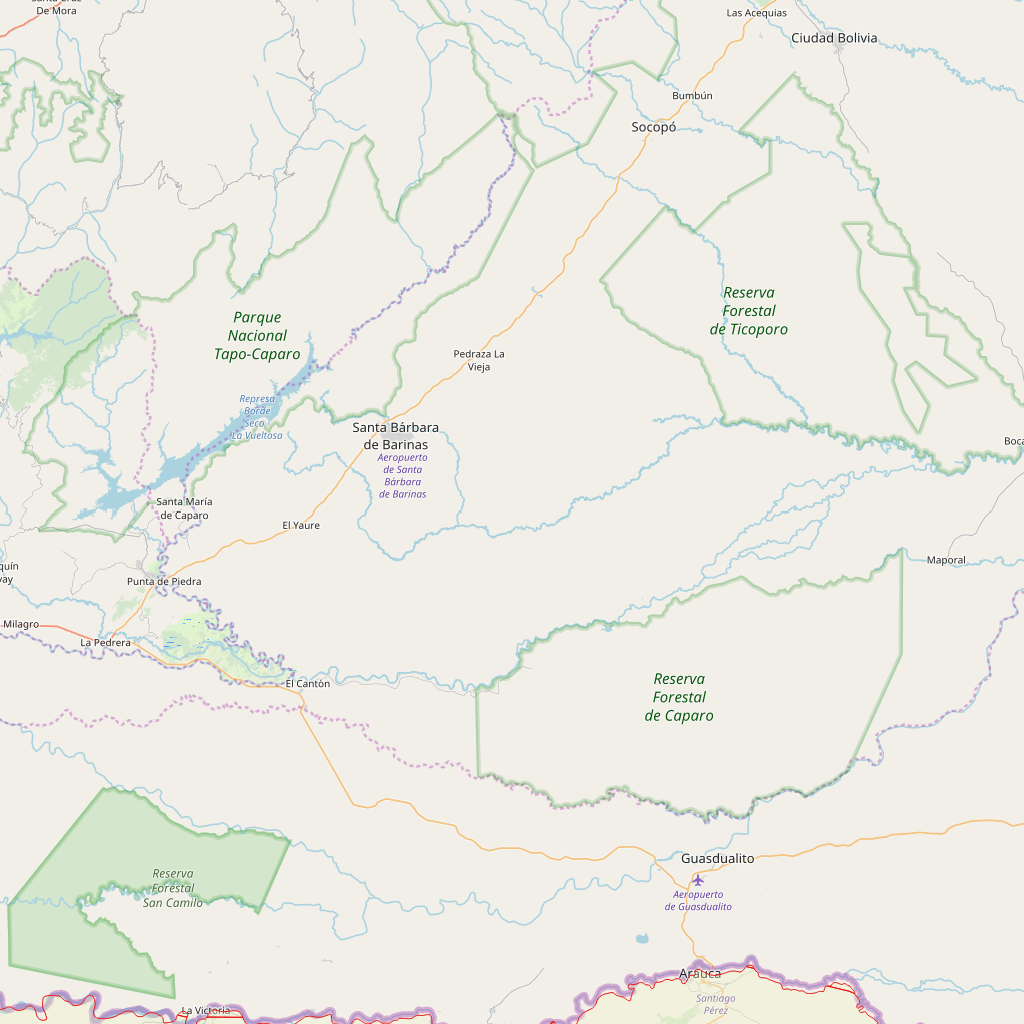 De Mora
Las Acequias
Ciudad Bolivia
Bumbún
Socopó
Reserva
Forestal
de Ticoporo
Parque
Nacional
Tapo-Caparo
Pedraza La
Vieja
Represa
Borde
Seco
La Vueltosa
Santa Bárbara
de Barinas
Aeropuerto
de Santa
Bárbara
de Barinas
Boca
Santa María
de Caparo
El Yaure
Maporal
quín
vay
Punta de Piedra
Milagro
La Pedrera
El Cantón
Reserva
Forestal
de Caparo
Guasdualito
Aeropuerto
de Guasdualito
Reserva
Forestal
San Camilo
Arauca
Santiago
Pérez
La Victoria